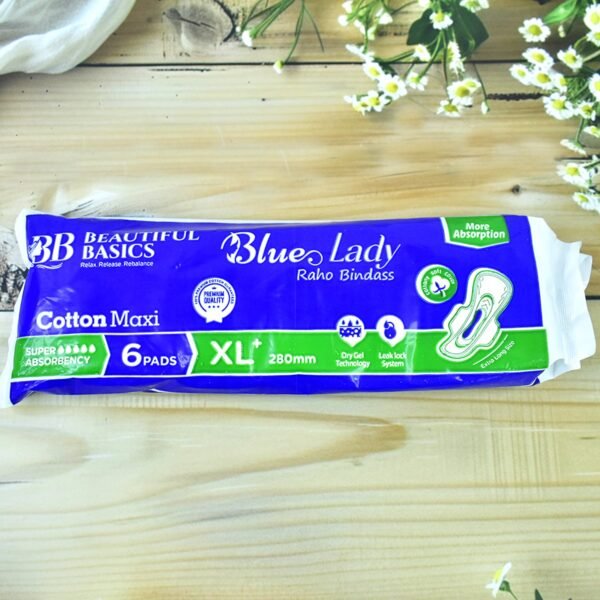 More
Absorption
BB BEAUTIFUL
BASICS
Relax. Release. Rebalance
Blue Lady
Raho Bindass
PREMIUM
QUALITY
Cotton Maxi
SUPER
ABSORBENCY
6 PADS
XL+ 280mm
Dry Gel
Technology
Leak lock
System
Extra Long Size